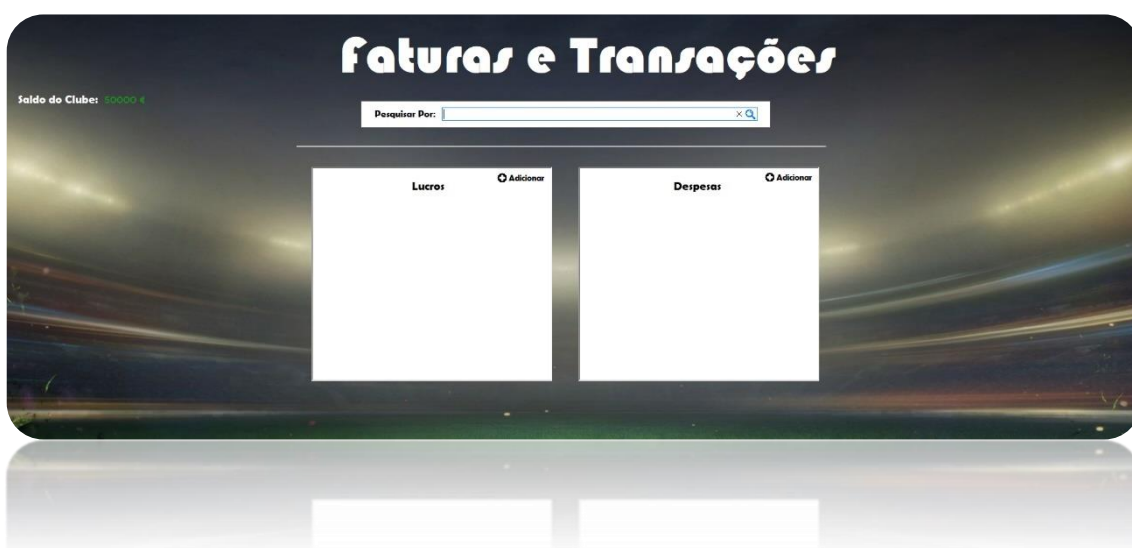 Faturas e Transações
Saldo do Clube: 50000 €
Pesquisar Por:
Adicionar
Lucros
Adicionar
Despesas